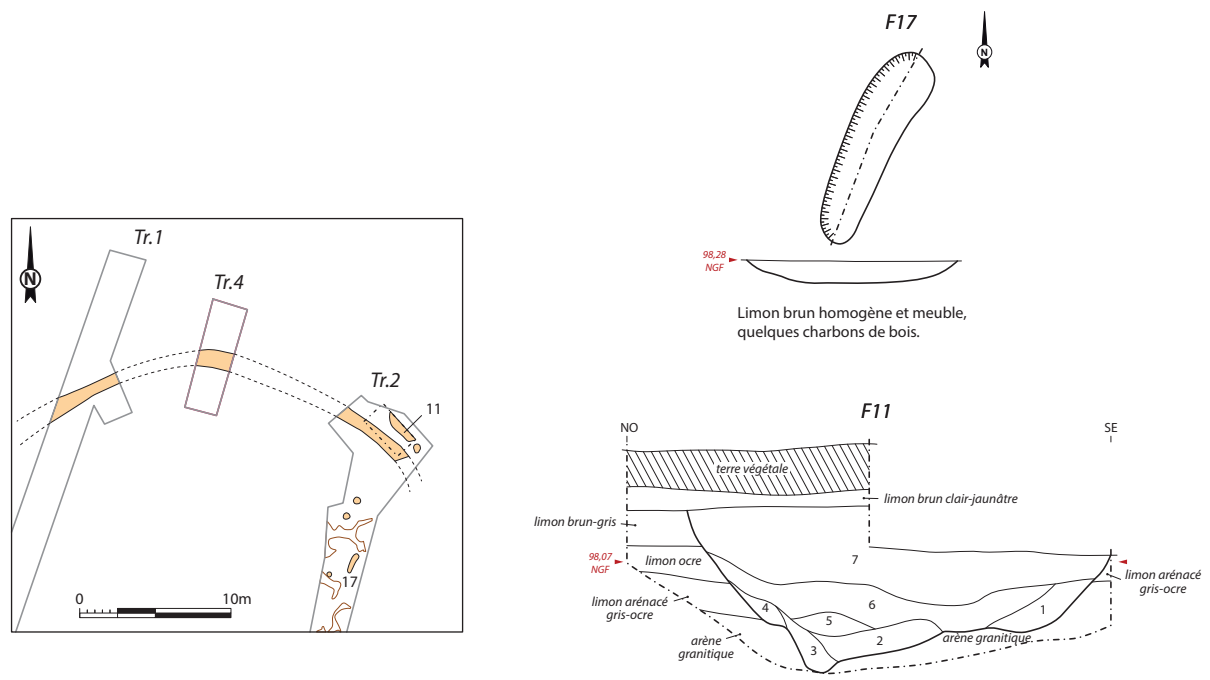 F17
N
98,28
NGF
Limon brun homogène et meuble,
quelques charbons de bois.
N
Tr.1
Tr.4
Tr.2
11
17
0
10m
F11
NO
SE
terre végétale
limon brun clair-jaunâtre
limon brun-gris
98,07
NGF
limon ocre
7
limon arénacé
gris-ocre
limon arénacé
gris-ocre
6
4
5
1
2
3
arène
granitique
arène granitique